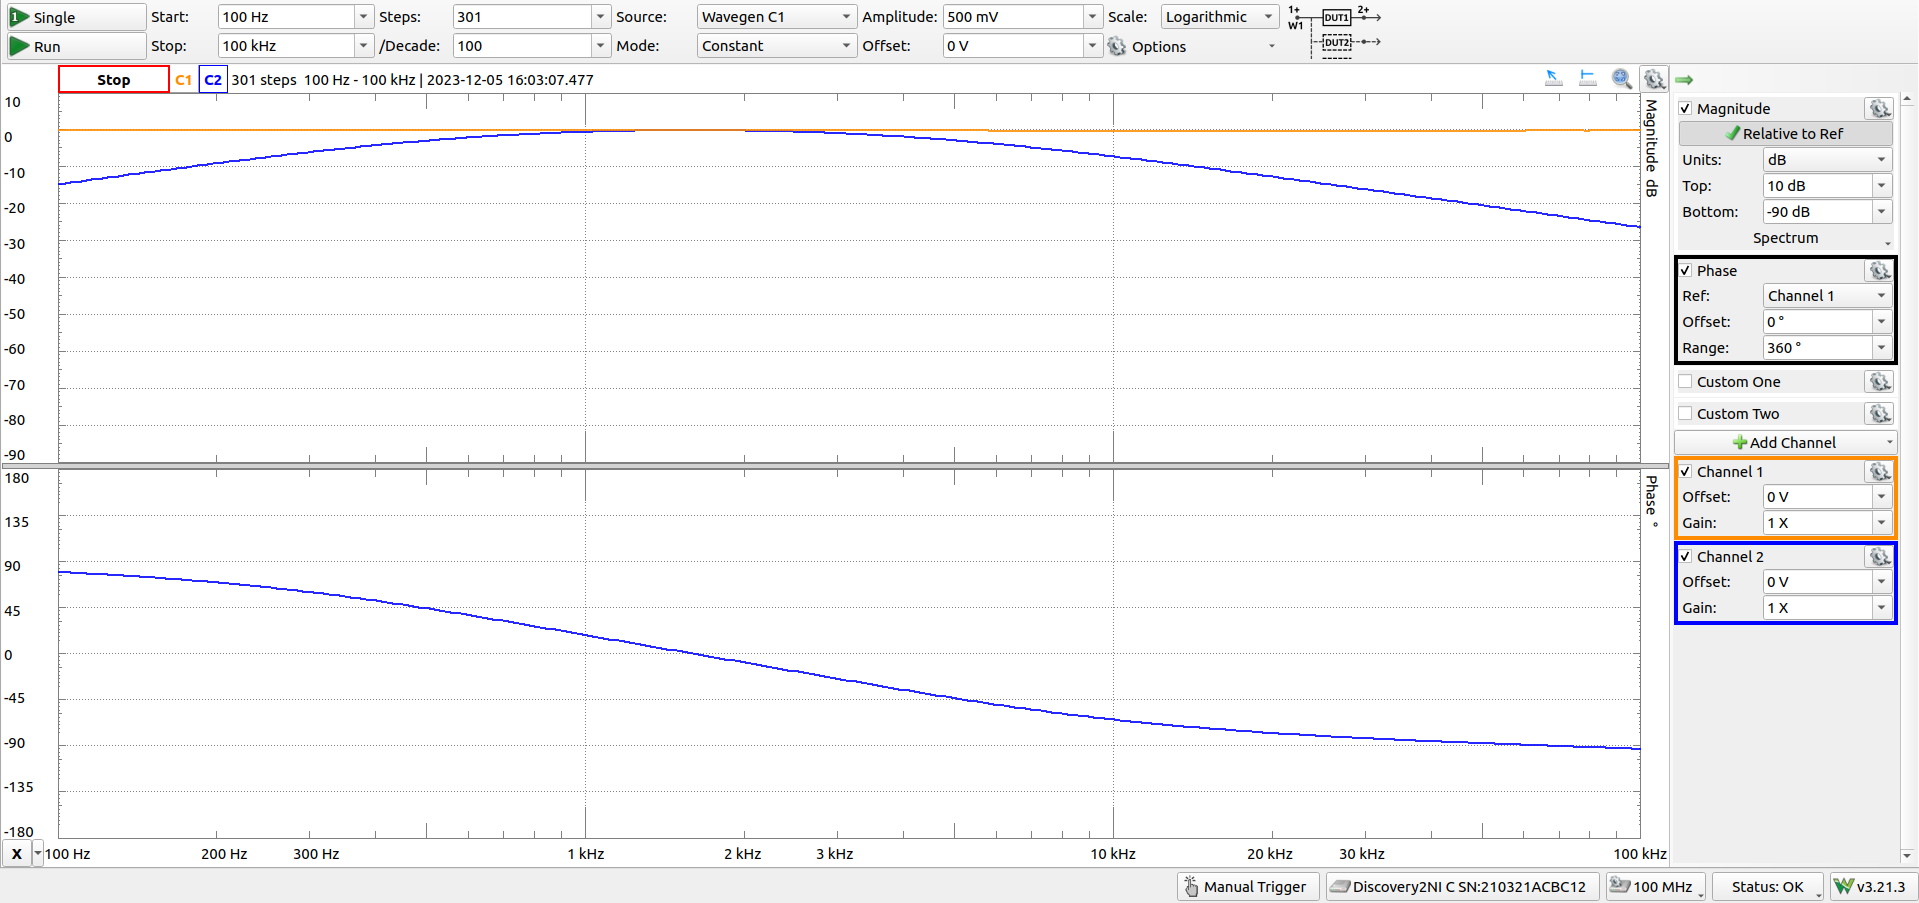 Single Start: 100 Hz Steps: 301 Source: Wavegen C1 Amplitude: 500 mV Scale: Logarithmic 1+ DUT1 2+
W1
Run Stop: 100 kHz /Decade: 100 Mode: Constant Offset: 0 V Options DUT2
Stop C1 C2 301 steps 100 Hz - 100 kHz | 2023-12-05 16:03:07.477
10
0
-10
-20
-30
-40
-50
-60
-70
-80
-90
Magnitude dB
180
135
90
45
0
-45
-90
-135
-180
Phase °
X 100 Hz 200 Hz 300 Hz 1 kHz 2 kHz 3 kHz 10 kHz 20 kHz 30 kHz 100 kHz
Magnitude
Relative to Ref
Units: dB
Top: 10 dB
Bottom: -90 dB
Spectrum
Phase
Ref: Channel 1
Offset: 0 °
Range: 360 °
Custom One
Custom Two
Add Channel
Channel 1
Offset: 0 V
Gain: 1 X
Channel 2
Offset: 0 V
Gain: 1 X
Manual Trigger Discovery2NI C SN:210321ACBC12 100 MHz Status: OK v3.21.3